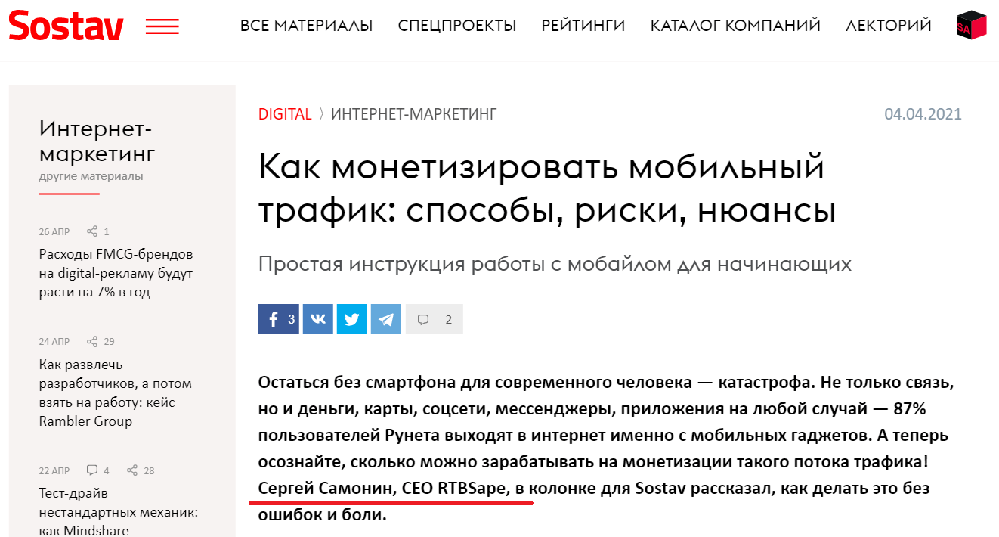 Sostav
ВСЕ МАТЕРИАЛЫ СПЕЦПРОЕКТЫ РЕЙТИНГИ КАТАЛОГ КОМПАНИЙ ЛЕКТОРИЙ
SA
Интернет-
маркетинг
другие материалы
26 АПР 1
Расходы FMCG-брендов
на digital-рекламу будут
расти на 7% в год
24 АПР 29
Как развлечь
разработчиков, а потом
взять на работу: кейс
Rambler Group
22 АПР 4 28
Тест-драйв
нестандартных механик:
как Mindshare
DIGITAL 〉 ИНТЕРНЕТ-МАРКЕТИНГ 04.04.2021
Как монетизировать мобильный
трафик: способы, риски, нюансы
Простая инструкция работы с мобайлом для начинающих
3 2
Остаться без смартфона для современного человека — катастрофа. Не только связь,
но и деньги, карты, соцсети, мессенджеры, приложения на любой случай — 87%
пользователей Рунета выходят в интернет именно с мобильных гаджетов. А теперь
осознайте, сколько можно зарабатывать на монетизации такого потока трафика!
Сергей Самонин, CEO RTBSape, в колонке для Sostav рассказал, как делать это без
ошибок и боли.